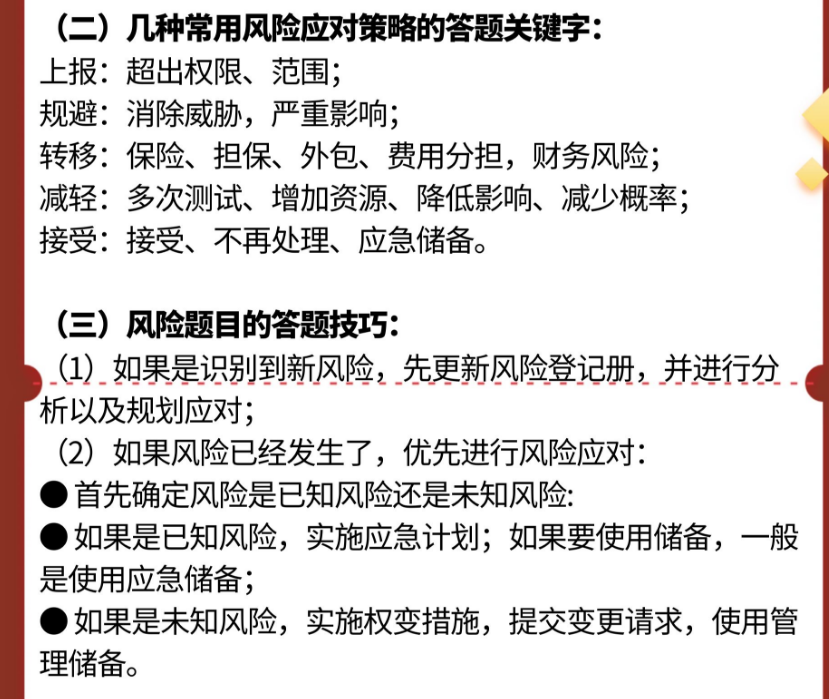 （二）几种常用风险应对策略的答题关键字：
上报：超出权限、范围；
规避：消除威胁，严重影响；
转移：保险、担保、外包、费用分担，财务风险；
减轻：多次测试、增加资源、降低影响、减少概率；
接受：接受、不再处理、应急储备。
（三）风险题目的答题技巧：
（1）如果是识别到新风险，先更新风险登记册，并进行分
析以及规划应对；
（2）如果风险已经发生了，优先进行风险应对：
●首先确定风险是已知风险还是未知风险:
●如果是已知风险，实施应急计划；如果要使用储备，一般
是使用应急储备；
●如果是未知风险，实施权变措施，提交变更请求，使用管
理储备。